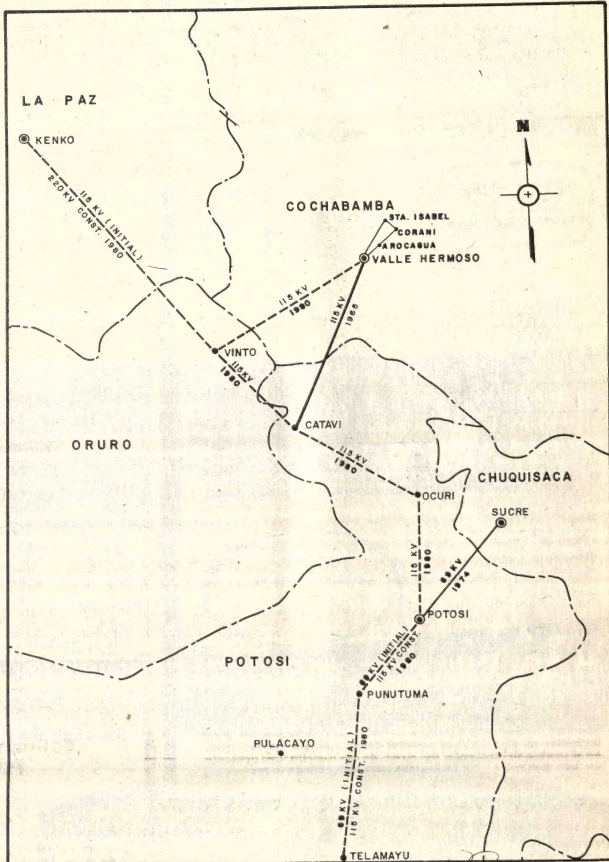 LA PAZ
KENKO
N
115 KV (INITIAL)
220 KV CONST. 1980
COCHABAMBA
STA. ISABEL
CORANI
AROCAGUA
VALLE HERMOSO
115 KV
1980
115 KV
1965
VINTO
115 KV
1980
CATAVI
ORURO
115 KV
1980
CHUQUISACA
OCURI
SUCRE
115 KV
1980
69 KV
1974
POTOSI
69 KV (INITIAL)
115 KV CONST.
1980
POTOSI
PUNUTUMA
PULACAYO
69 KV (INITIAL)
115 KV CONST. 1980
TELAMAYU